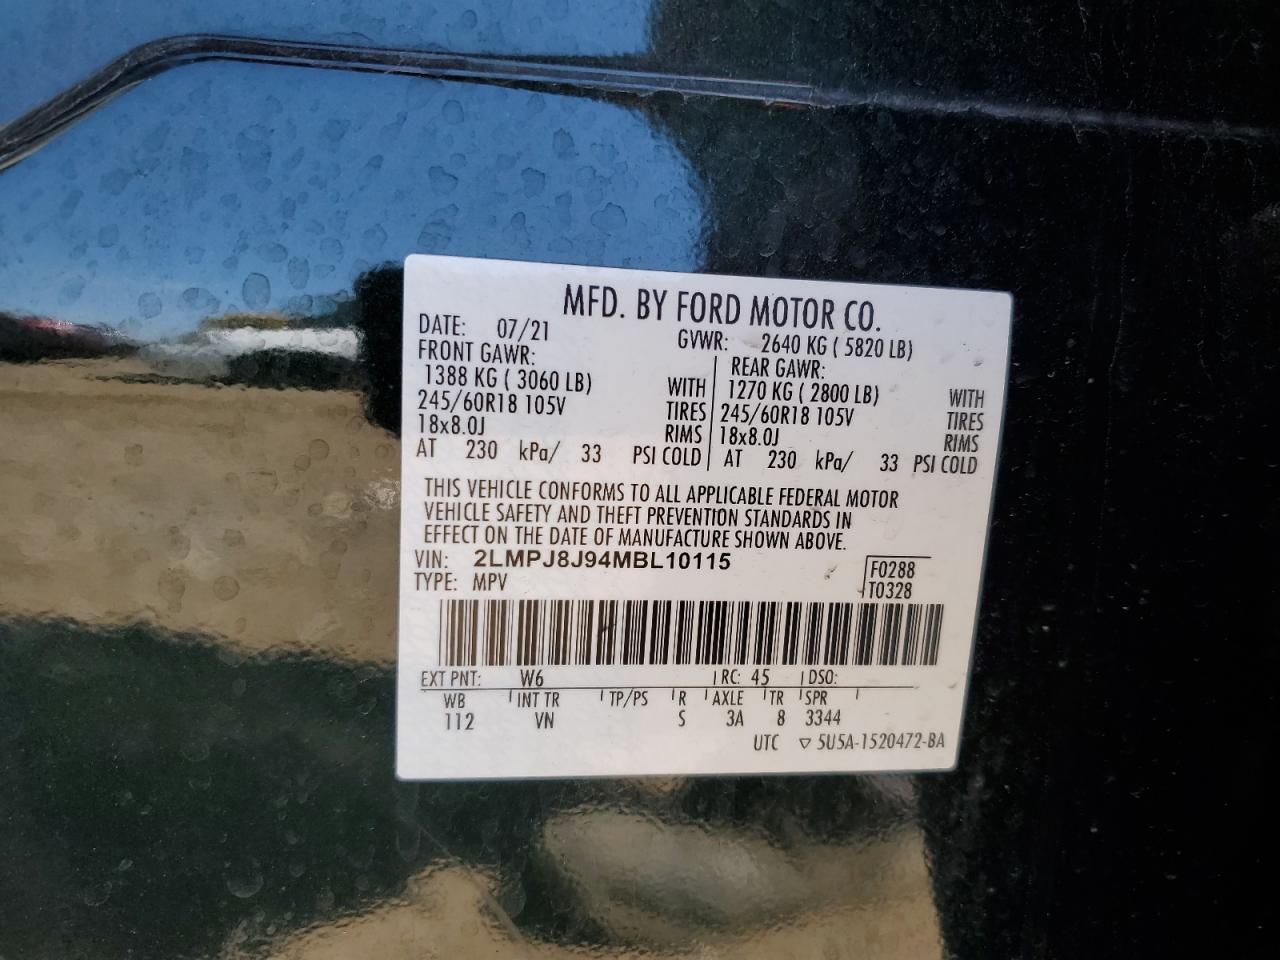 MFD. BY FORD MOTOR CO.
DATE: 07/21 GVWR: 2640 KG ( 5820 LB)
FRONT GAWR: REAR GAWR:
1388 KG ( 3060 LB) WITH 1270 KG ( 2800 LB) WITH
245/60R18 105V TIRES 245/60R18 105V TIRES
18x8.0J RIMS 18x8.0J RIMS
AT 230 kPa/ 33 PSI COLD AT 230 kPa/ 33 PSI COLD
THIS VEHICLE CONFORMS TO ALL APPLICABLE FEDERAL MOTOR
VEHICLE SAFETY AND THEFT PREVENTION STANDARDS IN
EFFECT ON THE DATE OF MANUFACTURE SHOWN ABOVE.
VIN: 2LMPJ8J94MBL10115 F0288
TYPE: MPV T0328
EXT PNT: W6 RC: 45 DSO:
WB INT TR TP/PS R AXLE TR SPR
112 VN S 3A 8 3344
UTC ▽ 5U5A-1520472-BA